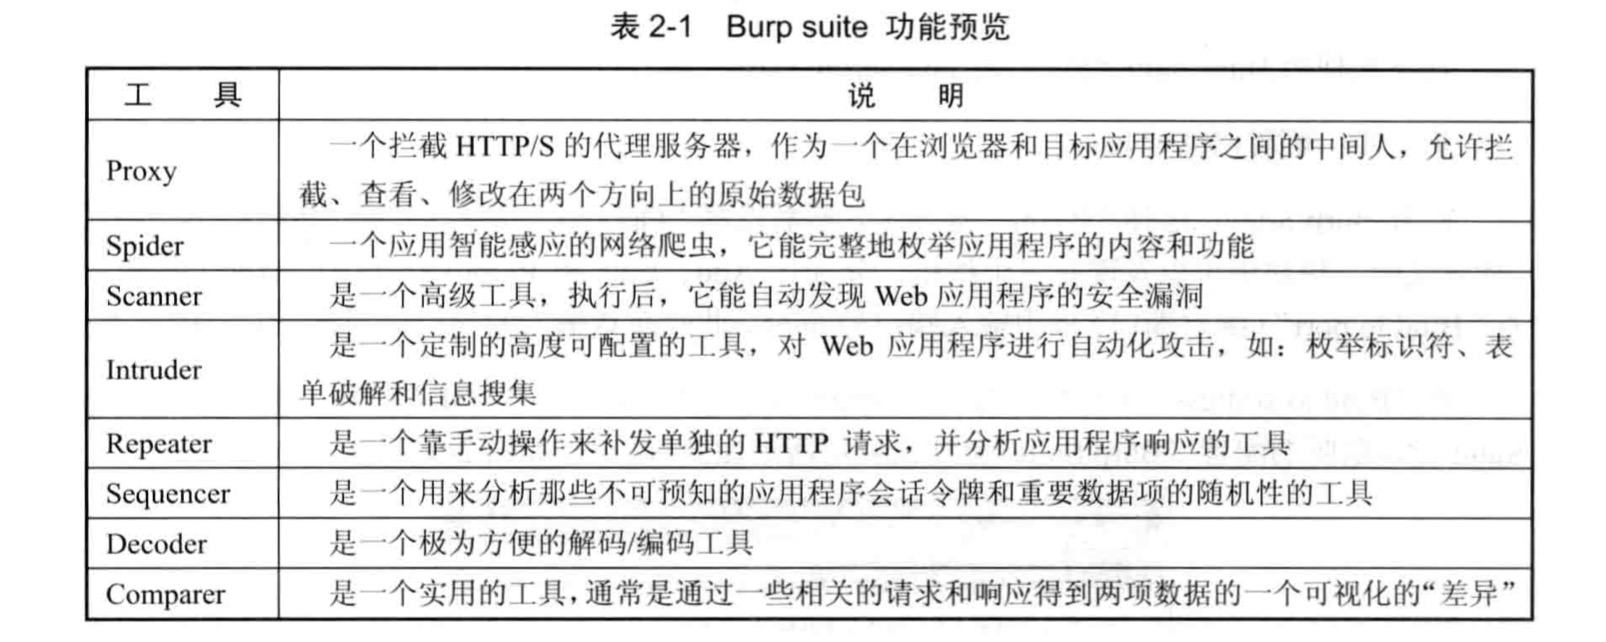 表 2-1 Burp suite 功能预览
工 具 说 明
Proxy 一个拦截 HTTP/S 的代理服务器，作为一个在浏览器和目标应用程序之间的中间人，允许拦
截、查看、修改在两个方向上的原始数据包
Spider 一个应用智能感应的网络爬虫，它能完整地枚举应用程序的内容和功能
Scanner 是一个高级工具，执行后，它能自动发现 Web 应用程序的安全漏洞
Intruder 是一个定制的高度可配置的工具，对 Web 应用程序进行自动化攻击，如：枚举标识符、表
单破解和信息搜集
Repeater 是一个靠手动操作来补发单独的 HTTP 请求，并分析应用程序响应的工具
Sequencer 是一个用来分析那些不可预知的应用程序会话令牌和重要数据项的随机性的工具
Decoder 是一个极为方便的解码/编码工具
Comparer 是一个实用的工具，通常是通过一些相关的请求和响应得到两项数据的一个可视化的“差异”